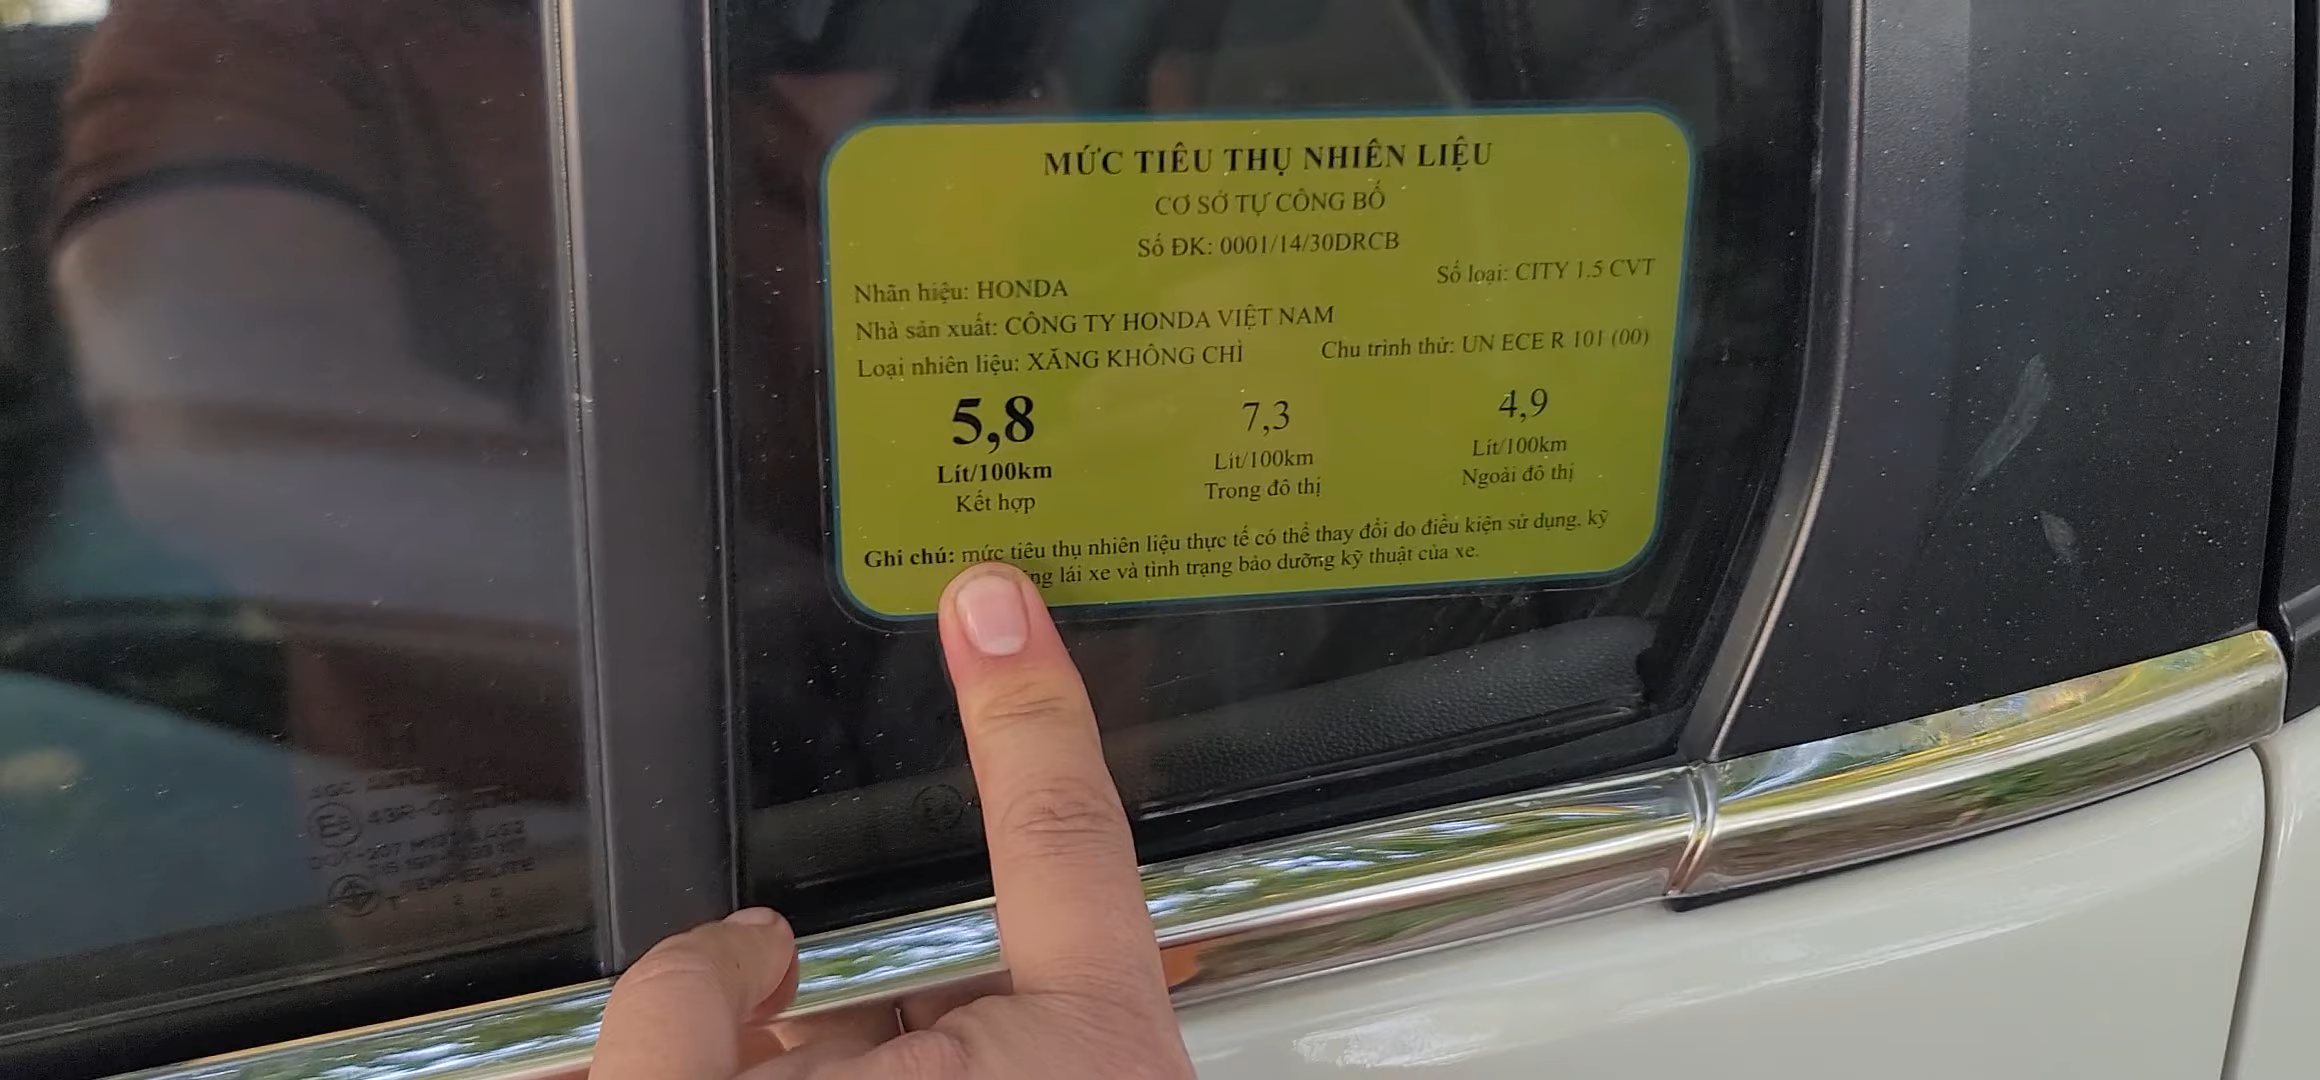 MỨC TIÊU THỤ NHIÊN LIỆU
CƠ SỞ TỰ CÔNG BỐ
Số ĐK: 0001/14/30DRCB
Nhãn hiệu: HONDA
Số loại: CITY 1.5 CVT
Nhà sản xuất: CÔNG TY HONDA VIỆT NAM
Loại nhiên liệu: XĂNG KHÔNG CHÌ
Chu trình thử: UN ECE R 101 (00)
5,8
Lít/100km
Kết hợp
7,3
Lít/100km
Trong đô thị
4,9
Lít/100km
Ngoài đô thị
Ghi chú: mức tiêu thụ nhiên liệu thực tế có thể thay đổi do điều kiện sử dụng, kỹ
lái xe và tình trạng bảo dưỡng kỹ thuật của xe.
TEMPERLITE